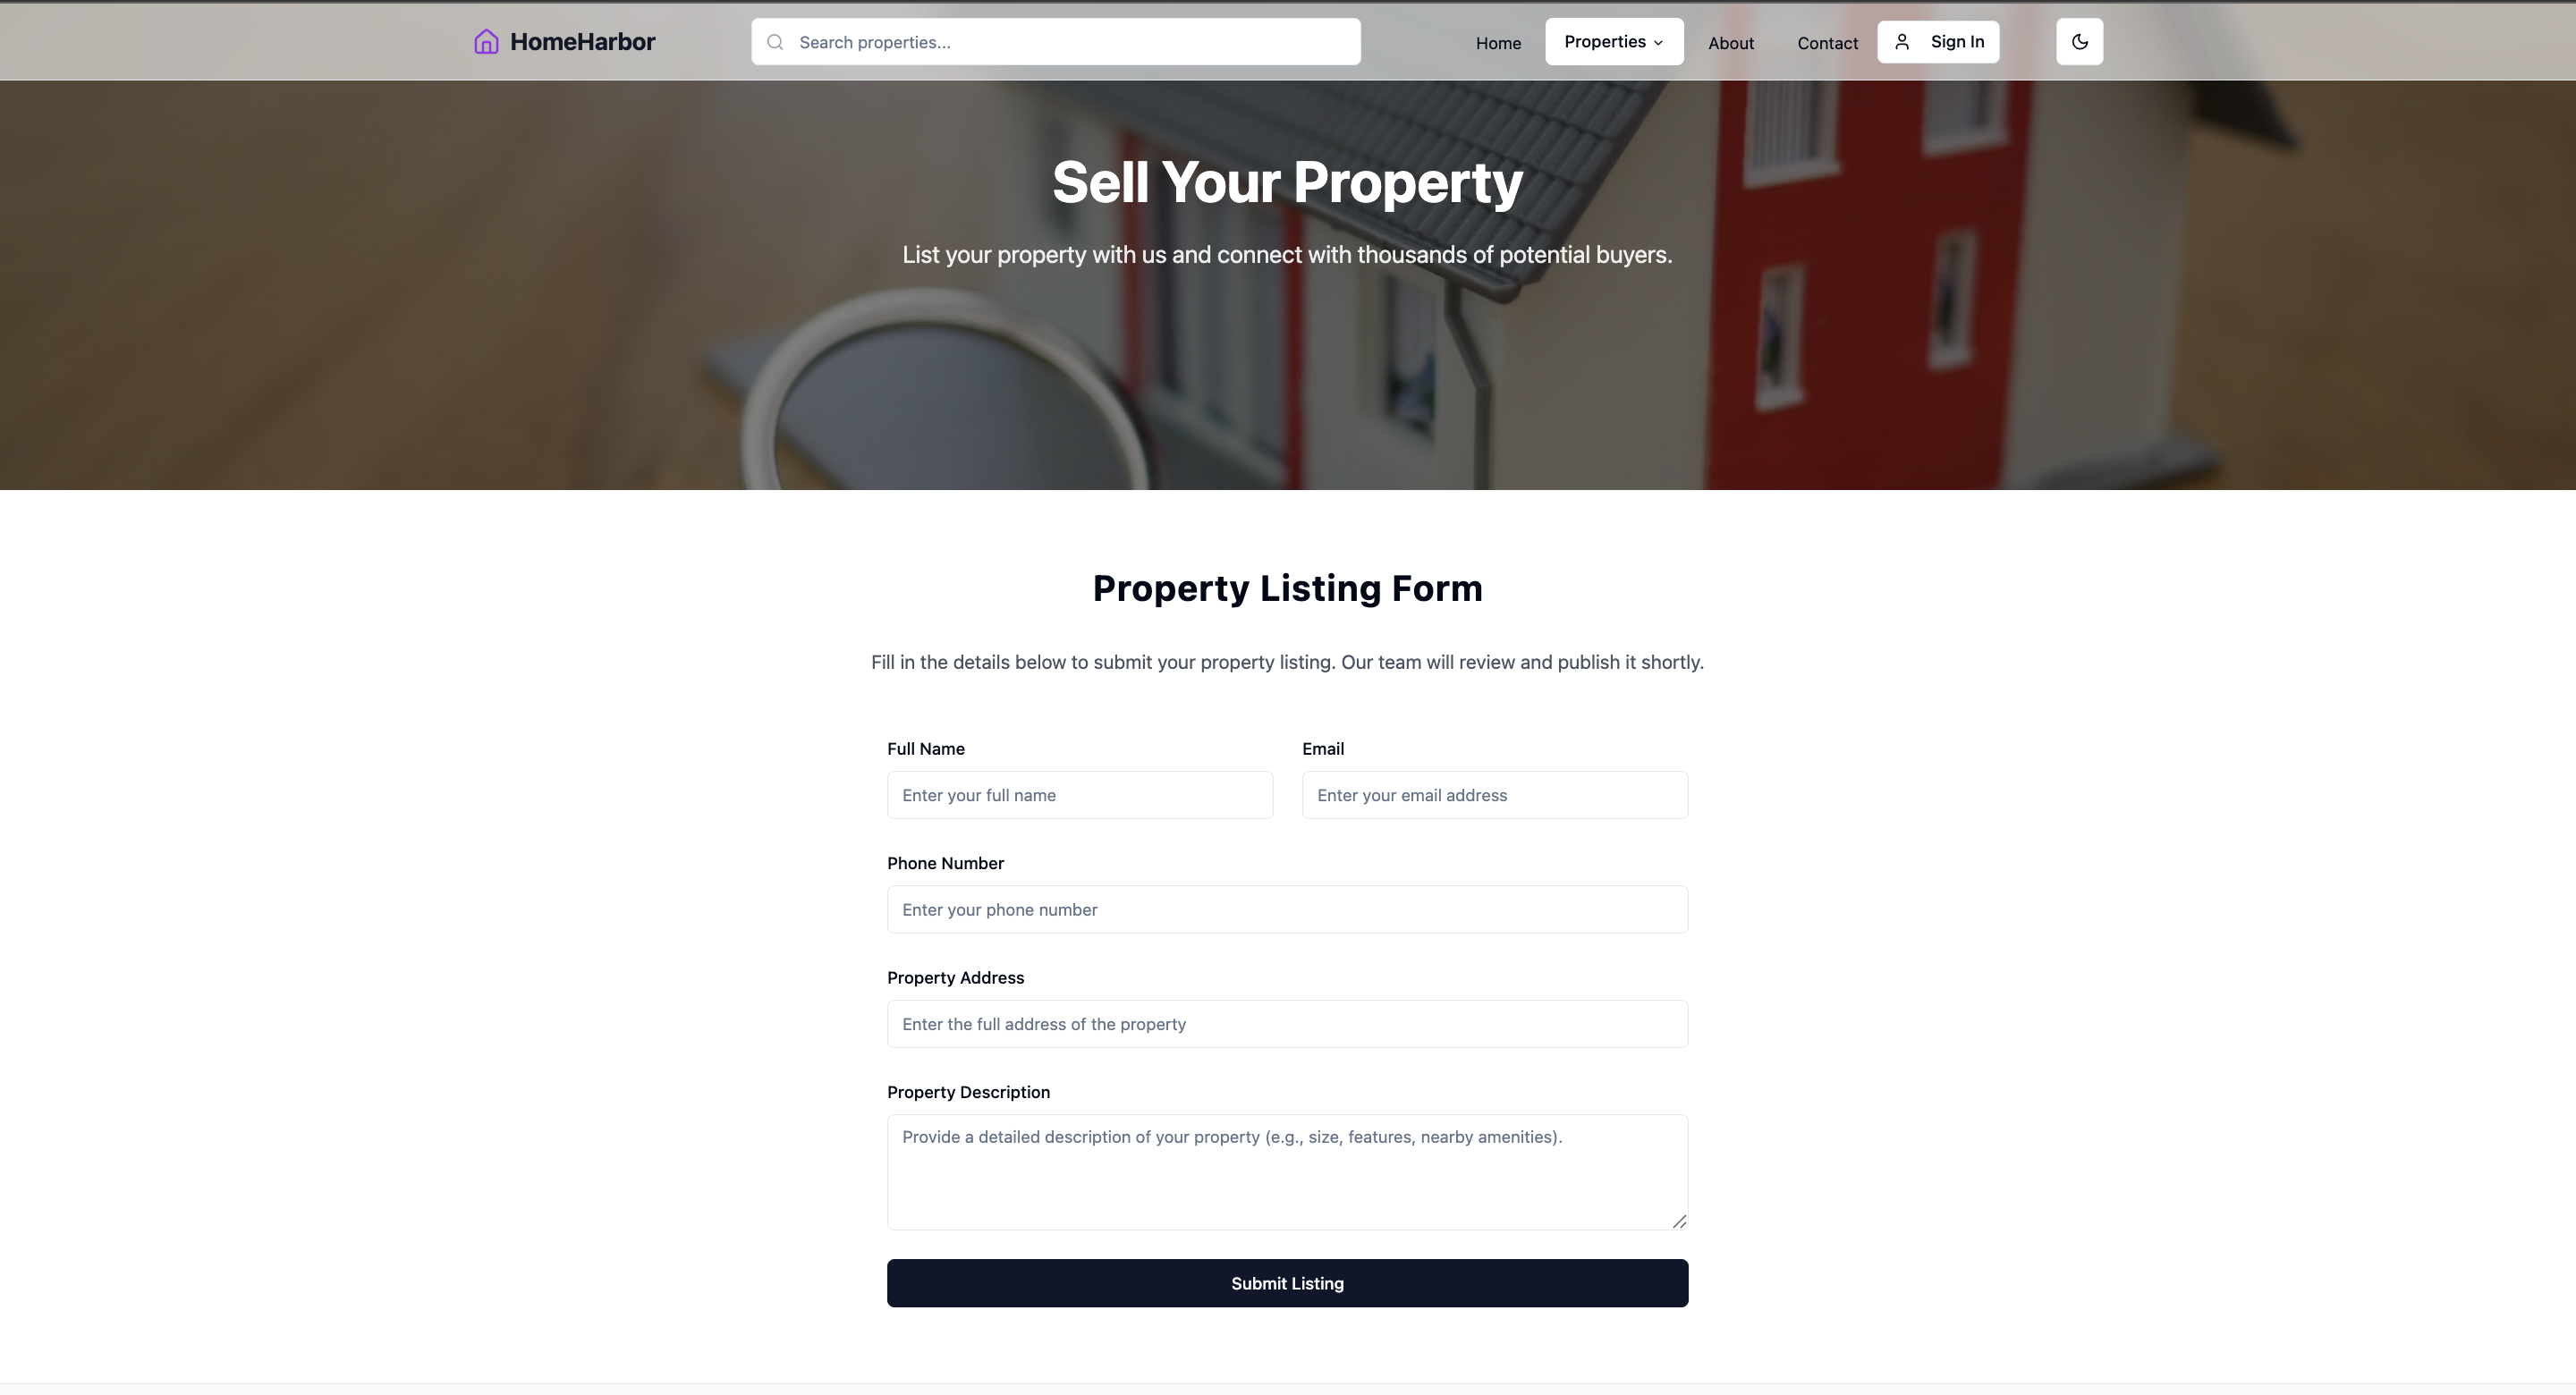 HomeHarbor
Search properties...
Home
Properties
About
Contact
Sign In
Sell Your Property
List your property with us and connect with thousands of potential buyers.
Property Listing Form
Fill in the details below to submit your property listing. Our team will review and publish it shortly.
Full Name
Email
Enter your full name
Enter your email address
Phone Number
Enter your phone number
Property Address
Enter the full address of the property
Property Description
Provide a detailed description of your property (e.g., size, features, nearby amenities).
Submit Listing